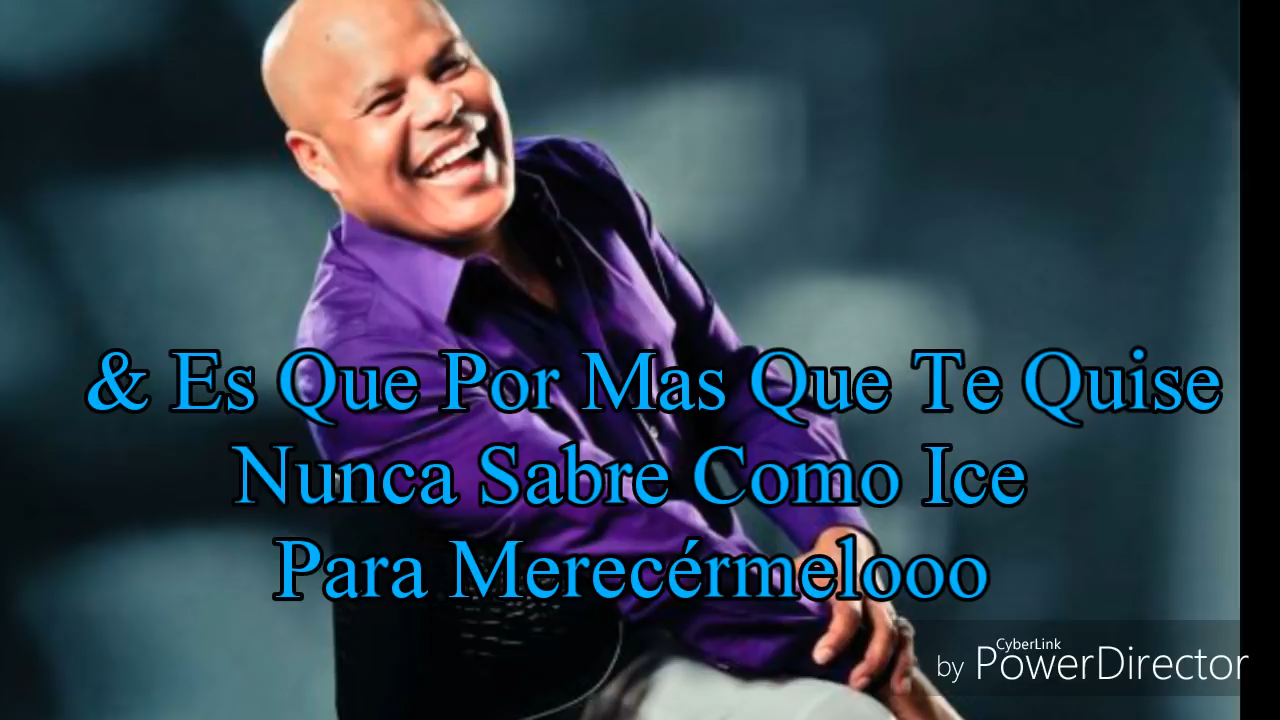 & Es Que Por Mas Que Te Quise
Nunca Sabre Como Ice
Para Merecérmelooo
CyberLink
by PowerDirector